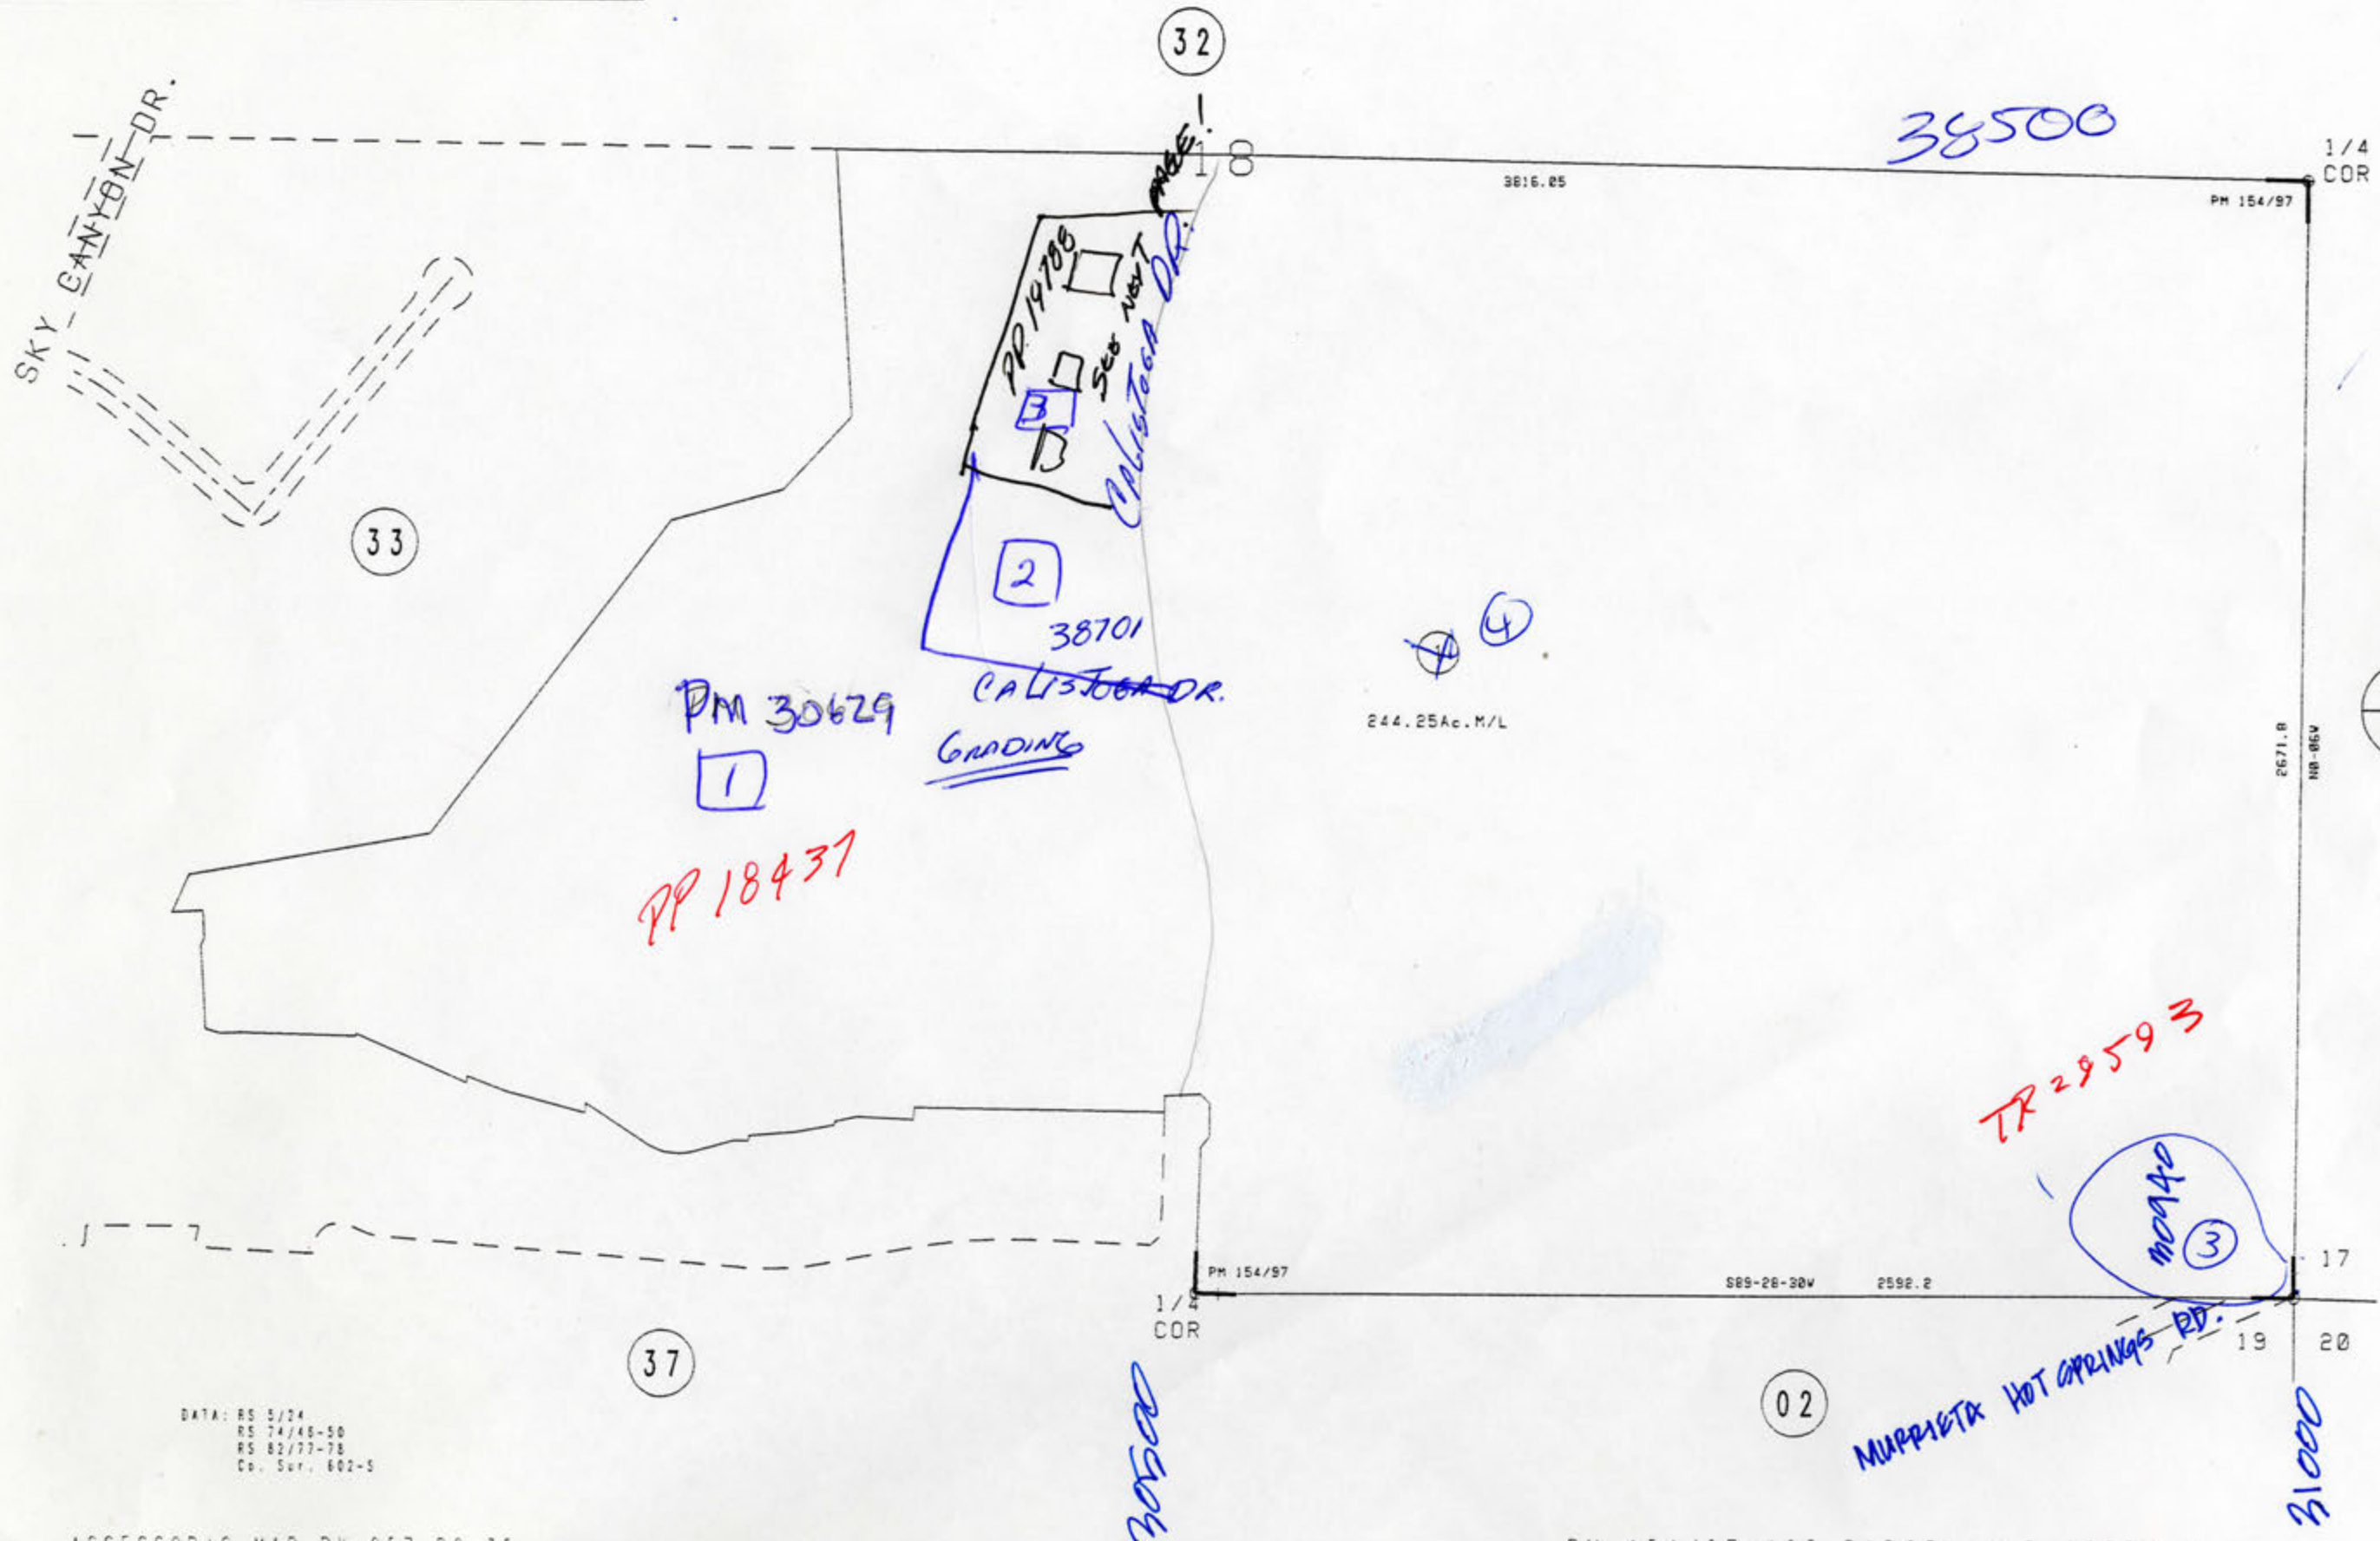 32
38500
1/4
COR
SKY CANYON DR.
18
3816.05
PM 154/97
PP 19788
SEE NEXT PAGE!
CALISTOGA DR.
3
33
2
38701
CALISTOGA DR.
GRADING
4
244.25Ac.M/L
PM 30629
1
PP 18437
2671.8
N0-06W
TR 29593
30940
3
17
PM 154/97
S89-28-30W 2592.2
1/4
COR
19 20
MURRIETA HOT SPRINGS RD.
37
02
30500
31000
DATA: RS 5/24
RS 74/46-50
RS 82/77-78
Co. Sur. 602-S